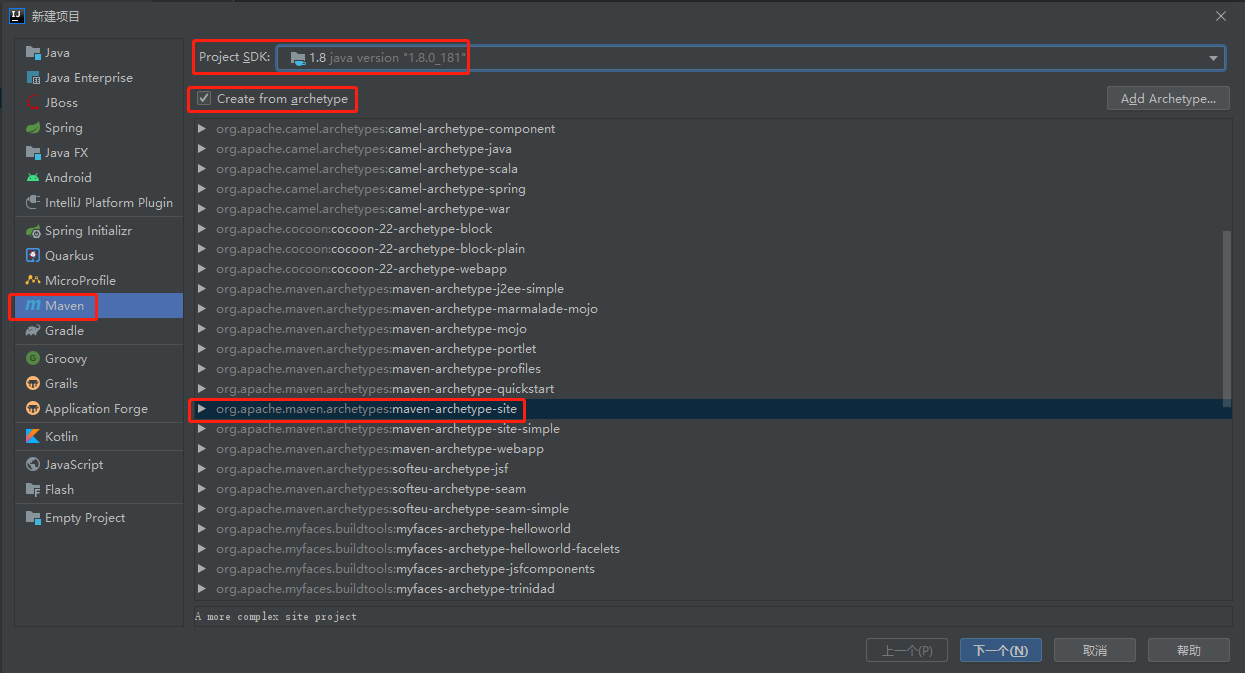 新建项目
Java
Java Enterprise
JBoss
Spring
Java FX
Android
IntelliJ Platform Plugin
Spring Initializr
Quarkus
MicroProfile
Maven
Gradle
Groovy
Grails
Application Forge
Kotlin
JavaScript
Flash
Empty Project
Project SDK: 1.8 java version "1.8.0_181"
Create from archetype
Add Archetype...
org.apache.camel.archetypes:camel-archetype-component
org.apache.camel.archetypes:camel-archetype-java
org.apache.camel.archetypes:camel-archetype-scala
org.apache.camel.archetypes:camel-archetype-spring
org.apache.camel.archetypes:camel-archetype-war
org.apache.cocoon:cocoon-22-archetype-block
org.apache.cocoon:cocoon-22-archetype-block-plain
org.apache.cocoon:cocoon-22-archetype-webapp
org.apache.maven.archetypes:maven-archetype-j2ee-simple
org.apache.maven.archetypes:maven-archetype-marmalade-mojo
org.apache.maven.archetypes:maven-archetype-mojo
org.apache.maven.archetypes:maven-archetype-portlet
org.apache.maven.archetypes:maven-archetype-profiles
org.apache.maven.archetypes:maven-archetype-quickstart
org.apache.maven.archetypes:maven-archetype-site
org.apache.maven.archetypes:maven-archetype-site-simple
org.apache.maven.archetypes:maven-archetype-webapp
org.apache.maven.archetypes:softeu-archetype-jsf
org.apache.maven.archetypes:softeu-archetype-seam
org.apache.maven.archetypes:softeu-archetype-seam-simple
org.apache.myfaces.buildtools:myfaces-archetype-helloworld
org.apache.myfaces.buildtools:myfaces-archetype-helloworld-facelets
org.apache.myfaces.buildtools:myfaces-archetype-jsfcomponents
org.apache.myfaces.buildtools:myfaces-archetype-trinidad
A more complex site project
上一个(P)
下一个(N)
取消
帮助